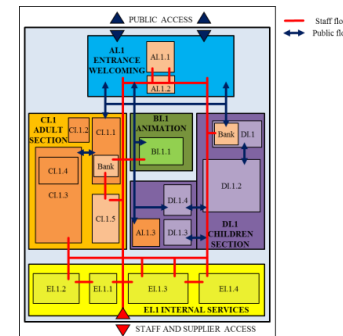 PUBLIC ACCESS
Staff flo
Public flo
AI.1
ENTRANCE
WELCOMING
AI.1.1
AI.1.2
CI.1
ADULT
SECTION
CI.1.2
CI.1.1
BI.1
ANIMATION
Bank
DI.1
BI.1.1
Bank
CI.1.4
CI.1.3
DI.1.2
DI.1.4
CI.1.5
AI.1.3
DI.1.3
DI.1
CHILDREN
SECTION
EI.1 INTERNAL SERVICES
EI.1.2
EI.1.1
EI.1.3
EI.1.4
STAFF AND SUPPLIER ACCESS